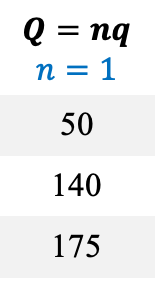 Q = nq
n = 1
50
140
175